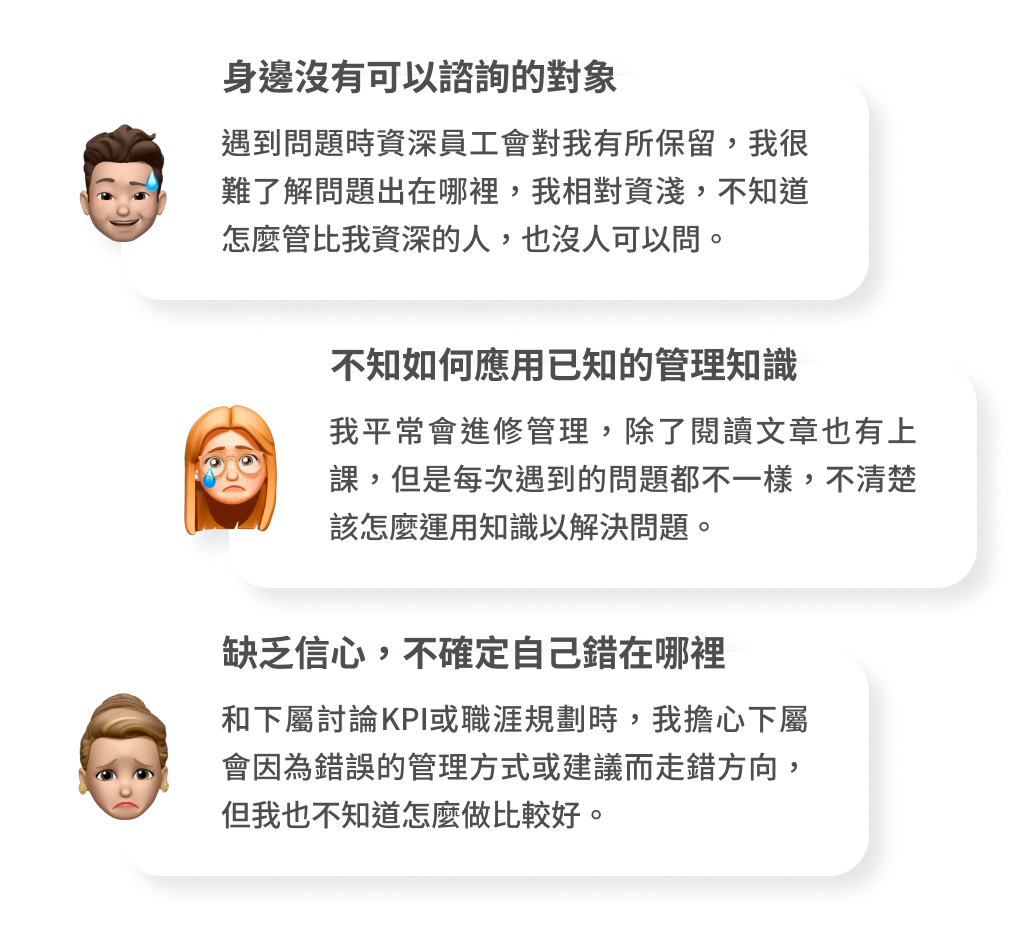 身邊沒有可以諮詢的對象
遇到問題時資深員工會對我有所保留，我很
難了解問題出在哪裡，我相對資淺，不知道
怎麼管比我資深的人，也沒人可以問。
不知如何應用已知的管理知識
我平常會進修管理，除了閱讀文章也有上
課，但是每次遇到的問題都不一樣，不清楚
該怎麼運用知識以解決問題。
缺乏信心，不確定自己錯在哪裡
和下屬討論KPI或職涯規劃時，我擔心下屬
會因為錯誤的管理方式或建議而走錯方向，
但我也不知道怎麼做比較好。